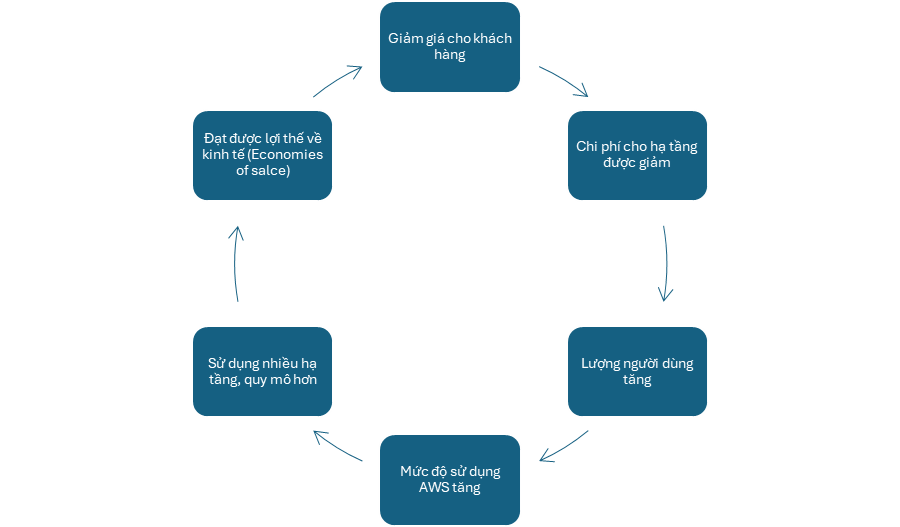 Giảm giá cho khách
hàng
Chi phí cho hạ tầng
được giảm
Lượng người dùng
tăng
Mức độ sử dụng
AWS tăng
Sử dụng nhiều hạ
tầng, quy mô hơn
Đạt được lợi thế về
kinh tế (Economies
of salce)